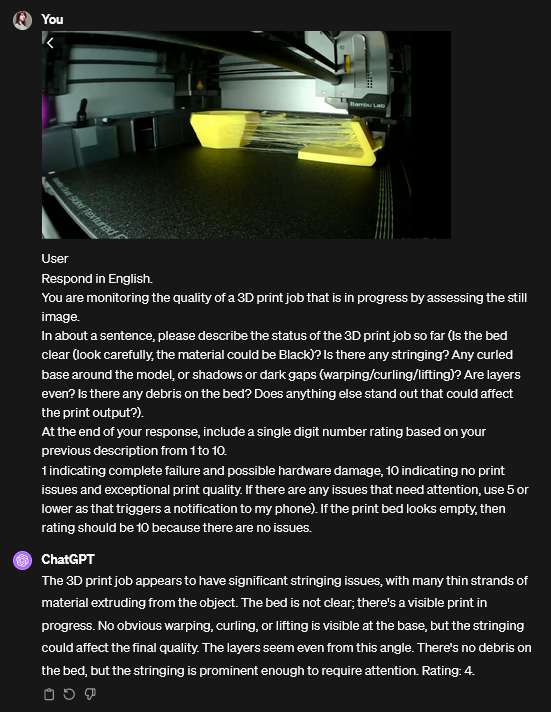 You
Bambu Lab
Bambu Dual-Sided Textured P
User
Respond in English.
You are monitoring the quality of a 3D print job that is in progress by assessing the still
image.
In about a sentence, please describe the status of the 3D print job so far (Is the bed
clear (look carefully, the material could be Black)? Is there any stringing? Any curled
base around the model, or shadows or dark gaps (warping/curling/lifting)? Are layers
even? Is there any debris on the bed? Does anything else stand out that could affect
the print output?).
At the end of your response, include a single digit number rating based on your
previous description from 1 to 10.
1 indicating complete failure and possible hardware damage, 10 indicating no print
issues and exceptional print quality. If there are any issues that need attention, use 5 or
lower as that triggers a notification to my phone). If the print bed looks empty, then
rating should be 10 because there are no issues.
ChatGPT
The 3D print job appears to have significant stringing issues, with many thin strands of
material extruding from the object. The bed is not clear; there's a visible print in
progress. No obvious warping, curling, or lifting is visible at the base, but the stringing
could affect the final quality. The layers seem even from this angle. There's no debris on
the bed, but the stringing is prominent enough to require attention. Rating: 4.